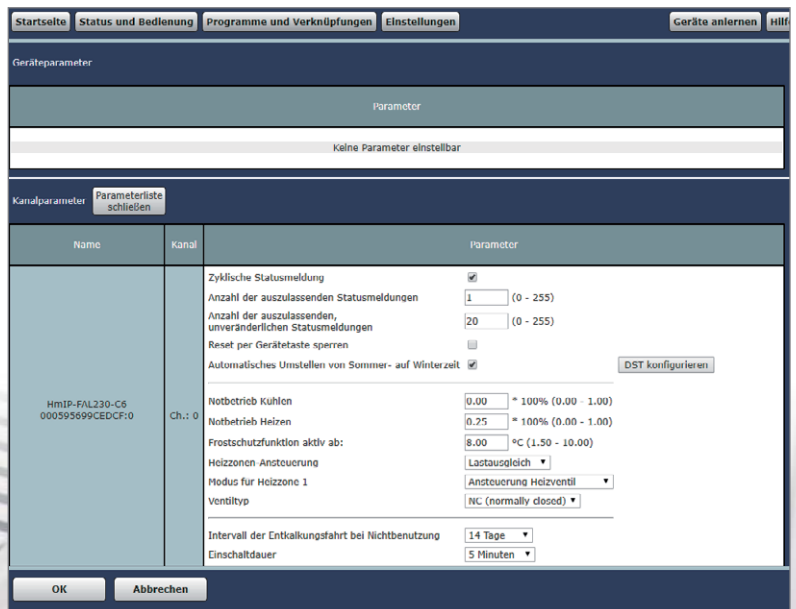 Startseite Status und Bedienung Programme und Verknüpfungen Einstellungen Geräte anlernen
Geräteparameter
Parameter
Keine Parameter einstellbar
Kanalparameter Parameterliste
schließen
Name Kanal Parameter
HmIP-FAL230-C6
000595699CEDCF:0
Ch.: 0
Zyklische Statusmeldung
Anzahl der auszulassenden Statusmeldungen 1 (0 - 255)
Anzahl der auszulassenden,
unveränderlichen Statusmeldungen 20 (0 - 255)
Reset per Gerätetaste sperren
Automatisches Umstellen von Sommer- auf Winterzeit DST konfigurieren
Notbetrieb Kühlen 0.00 * 100% (0.00 - 1.00)
Notbetrieb Heizen 0.25 * 100% (0.00 - 1.00)
Frostschutzfunktion aktiv ab: 8.00 °C (1.50 - 10.00)
Heizzonen-Ansteuerung Lastausgleich
Modus für Heizzone 1 Ansteuerung Heizventil
Ventiltyp NC (normally closed)
Intervall der Entkalkungsfahrt bei Nichtbenutzung 14 Tage
Einschaltdauer 5 Minuten
OK Abbrechen